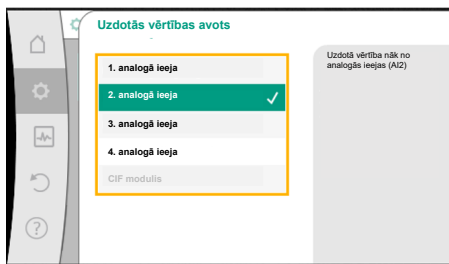 Uzdotās vērtības avots
1. analogā ieeja
2. analogā ieeja
3. analogā ieeja
4. analogā ieeja
CIF modulis
Uzdotā vērtība nāk no
analogās ieejas (AI2)